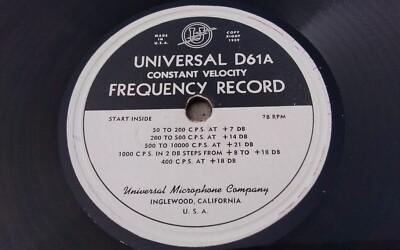 MADE IN U.S.A.
COPY RIGHT 1939
UNIVERSAL D61A
CONSTANT VELOCITY
FREQUENCY RECORD
START INSIDE 78 RPM
50 TO 200 C.P.S. AT + 7 DB
200 TO 500 C.P.S. AT + 14 DB
500 TO 10000 C.P.S. AT + 21 DB
1000 C.P.S. IN 2 DB STEPS FROM + 8 TO + 18 DB
400 C.P.S. AT + 18 DB
Universal Microphone Company
INGLEWOOD, CALIFORNIA
U. S. A.